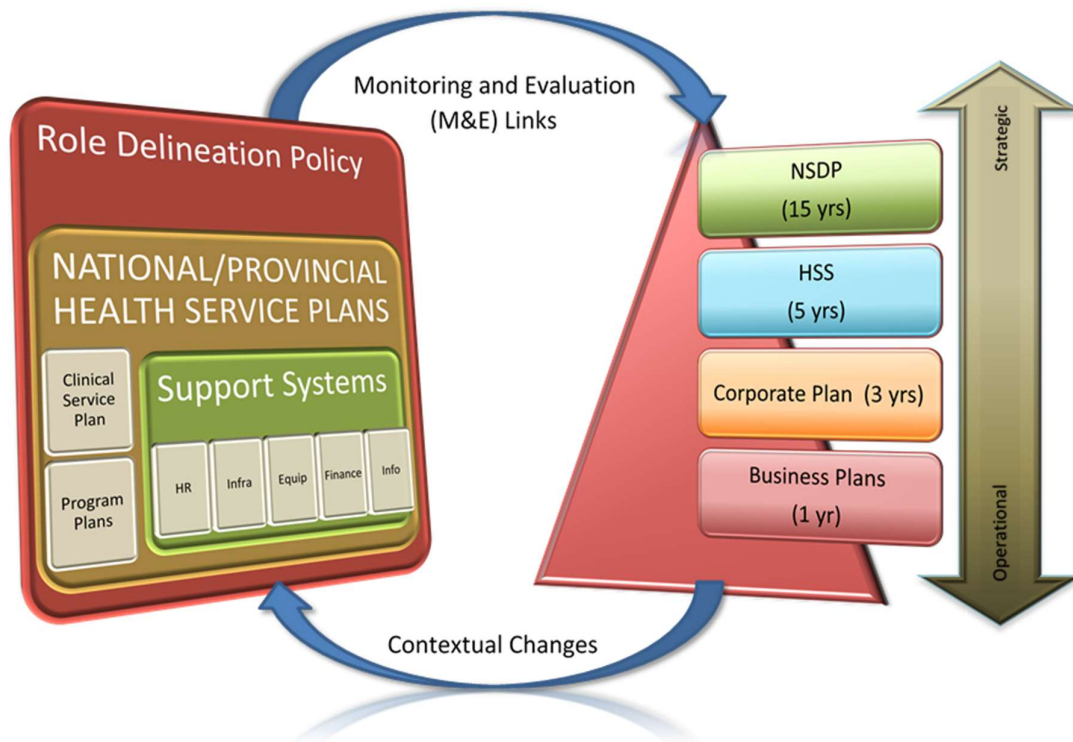 Monitoring and Evaluation
(M&E) Links
Role Delineation Policy
NATIONAL/PROVINCIAL
HEALTH SERVICE PLANS
Clinical
Service
Plan
Program
Plans
Support Systems
HR
Infra
Equip
Finance
Info
NSDP
(15 yrs)
HSS
(5 yrs)
Corporate Plan (3 yrs)
Business Plans
(1 yr)
Strategic
Operational
Contextual Changes